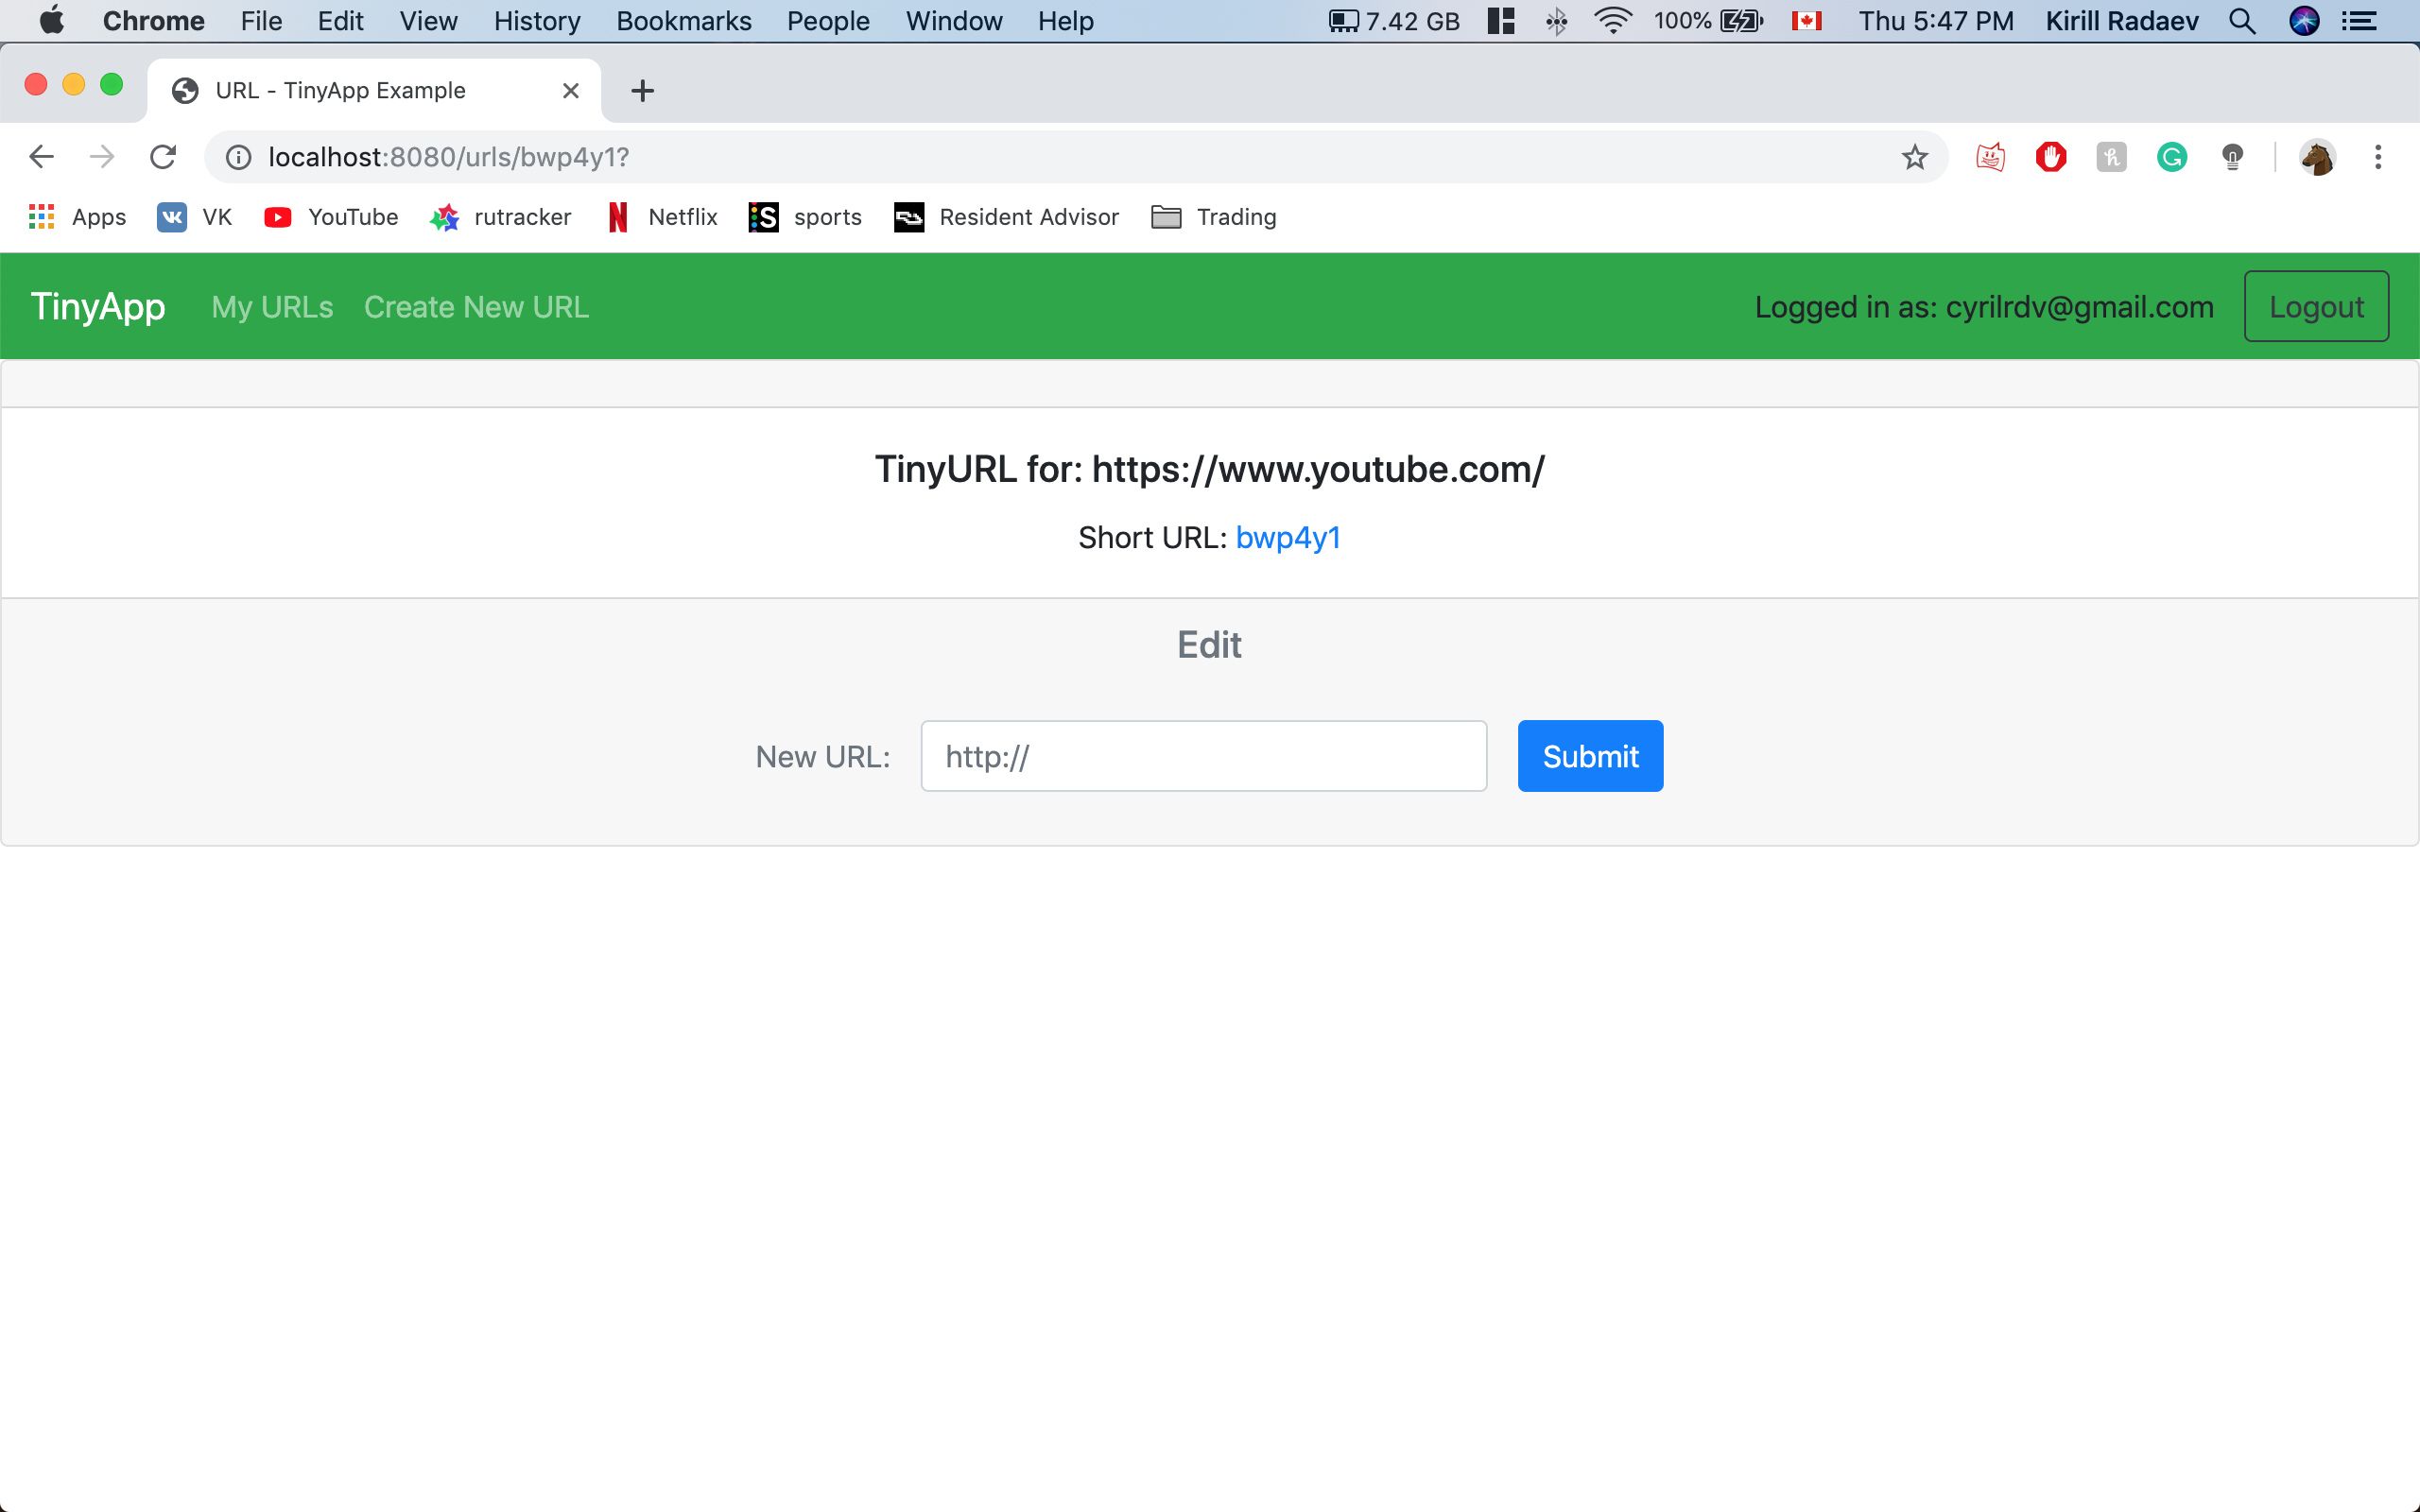 Chrome File Edit View History Bookmarks People Window Help 7.42 GB 100% Thu 5:47 PM Kirill Radaev
URL - TinyApp Example
localhost:8080/urls/bwp4y1?
Apps VK YouTube rutracker Netflix sports Resident Advisor Trading
TinyApp My URLs Create New URL Logged in as: cyrilrdv@gmail.com Logout
TinyURL for: https://www.youtube.com/
Short URL: bwp4y1
Edit
New URL: http:// Submit